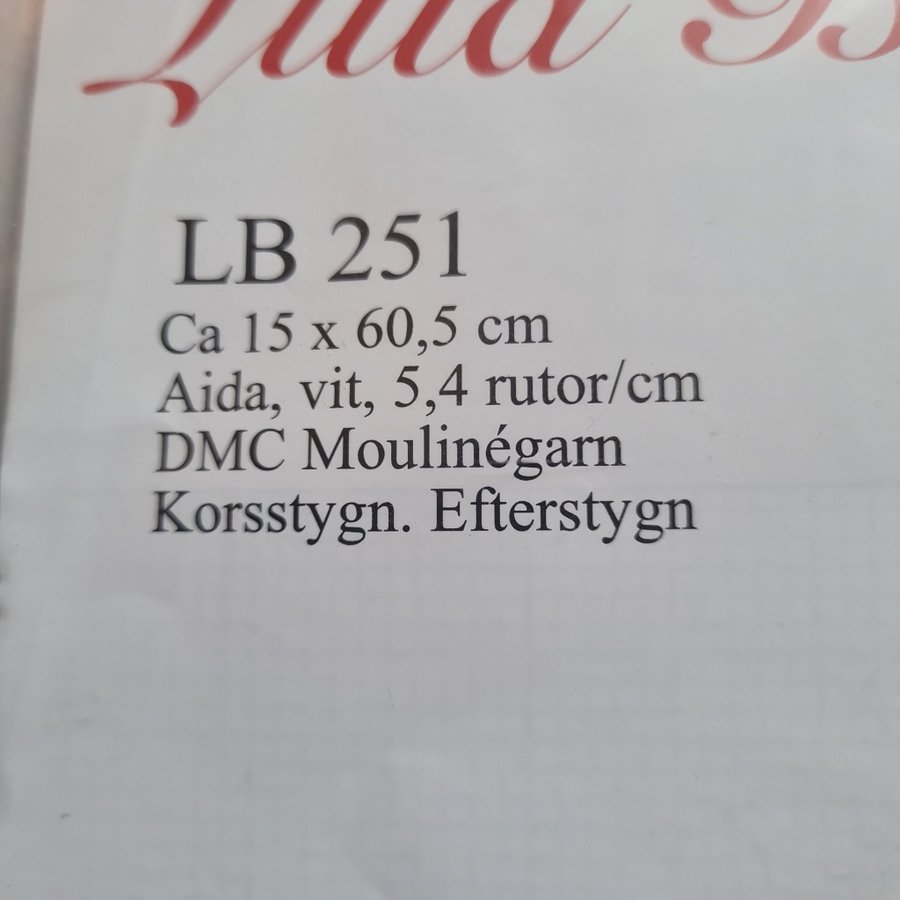 LB 251
Ca 15 x 60,5 cm
Aida, vit, 5,4 rutor/cm
DMC Moulinégarn
Korsstygn. Efterstygn